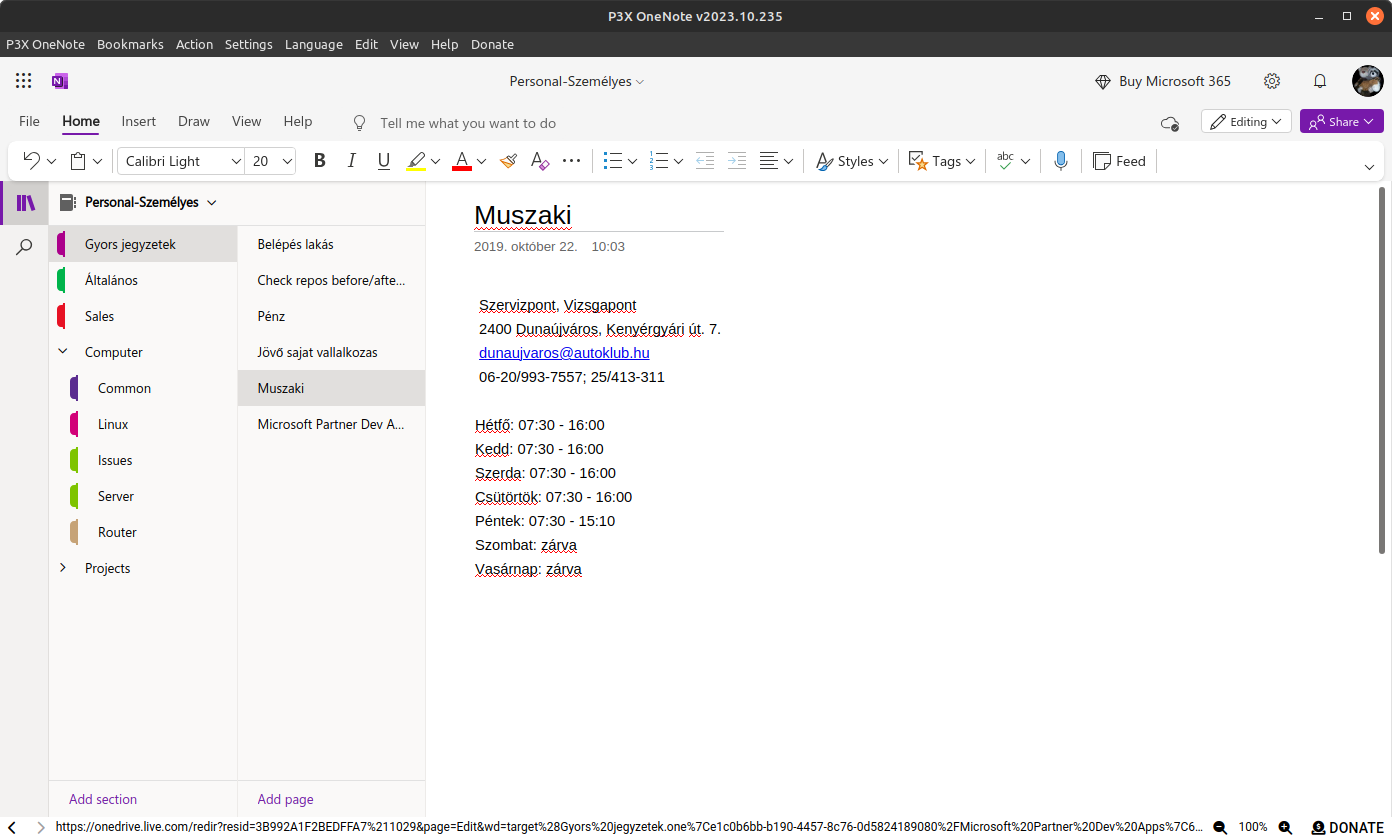 P3X OneNote v2023.10.235
P3X OneNote Bookmarks Action Settings Language Edit View Help Donate
Personal-Személyes
Buy Microsoft 365
File Home Insert Draw View Help Tell me what you want to do
Editing Share
Calibri Light 20 B I U A A Styles Tags abc Feed
Personal-Személyes
Gyors jegyzetek
Általános
Sales
Computer
Common
Linux
Issues
Server
Router
Projects
Add section
Belépés lakás
Check repos before/afte...
Pénz
Jövő sajat vallalkozas
Muszaki
Microsoft Partner Dev A...
Add page
Muszaki
2019. október 22. 10:03
Szervizpont, Vizsgapont
2400 Dunaújváros, Kenyérgyári út. 7.
dunaujvaros@autoklub.hu
06-20/993-7557; 25/413-311
Hétfő: 07:30 - 16:00
Kedd: 07:30 - 16:00
Szerda: 07:30 - 16:00
Csütörtök: 07:30 - 16:00
Péntek: 07:30 - 15:10
Szombat: zárva
Vasárnap: zárva
https://onedrive.live.com/redir?resid=3B992A1F2BEDFFA7%211029&page=Edit&wd=target%28Gyors%20jegyzetek.one%7Ce1c0b6bb-b190-4457-8c76-0d5824189080%2FMicrosoft%20Partner%20Dev%20Apps%7C6...
100%
DONATE